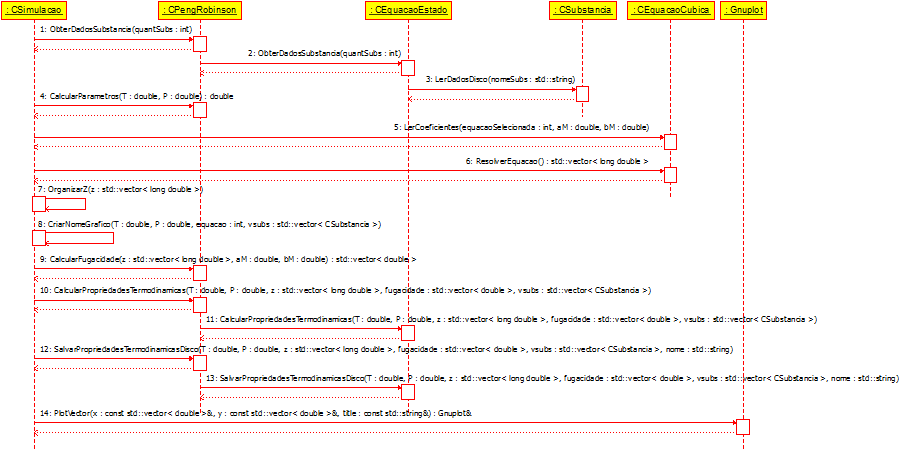 : CSimulacao
: CPengRobinson
: CEquacaoEstado
: CSubstancia
: CEquacaoCubica
: Gnuplot
1: ObterDadosSubstancia(quantSubs : int)
2: ObterDadosSubstancia(quantSubs : int)
3: LerDadosDisco(nomeSubs : std::string)
4: CalcularParametros(T : double, P : double) : double
5: LerCoeficientes(equacaoSelecionada : int, aM : double, bM : double)
6: ResolverEquacao() : std::vector< long double >
7: OrganizarZ(z : std::vector< long double >)
8: CriarNomeGrafico(T : double, P : double, equacao : int, vsubs : std::vector< CSubstancia >)
9: CalcularFugacidade(z : std::vector< long double >, aM : double, bM : double) : std::vector< double >
10: CalcularPropriedadesTermodinamicas(T : double, P : double, z : std::vector< long double >, fugacidade : std::vector< double >, vsubs : std::vector< CSubstancia >)
11: CalcularPropriedadesTermodinamicas(T : double, P : double, z : std::vector< long double >, fugacidade : std::vector< double >, vsubs : std::vector< CSubstancia >)
12: SalvarPropriedadesTermodinamicasDisco(T : double, P : double, z : std::vector< long double >, fugacidade : std::vector< double >, vsubs : std::vector< CSubstancia >, nome : std::string)
13: SalvarPropriedadesTermodinamicasDisco(T : double, P : double, z : std::vector< long double >, fugacidade : std::vector< double >, vsubs : std::vector< CSubstancia >, nome : std::string)
14: PlotVector(x : const std::vector< double >&, y : const std::vector< double >&, title : const std::string&) : Gnuplot&